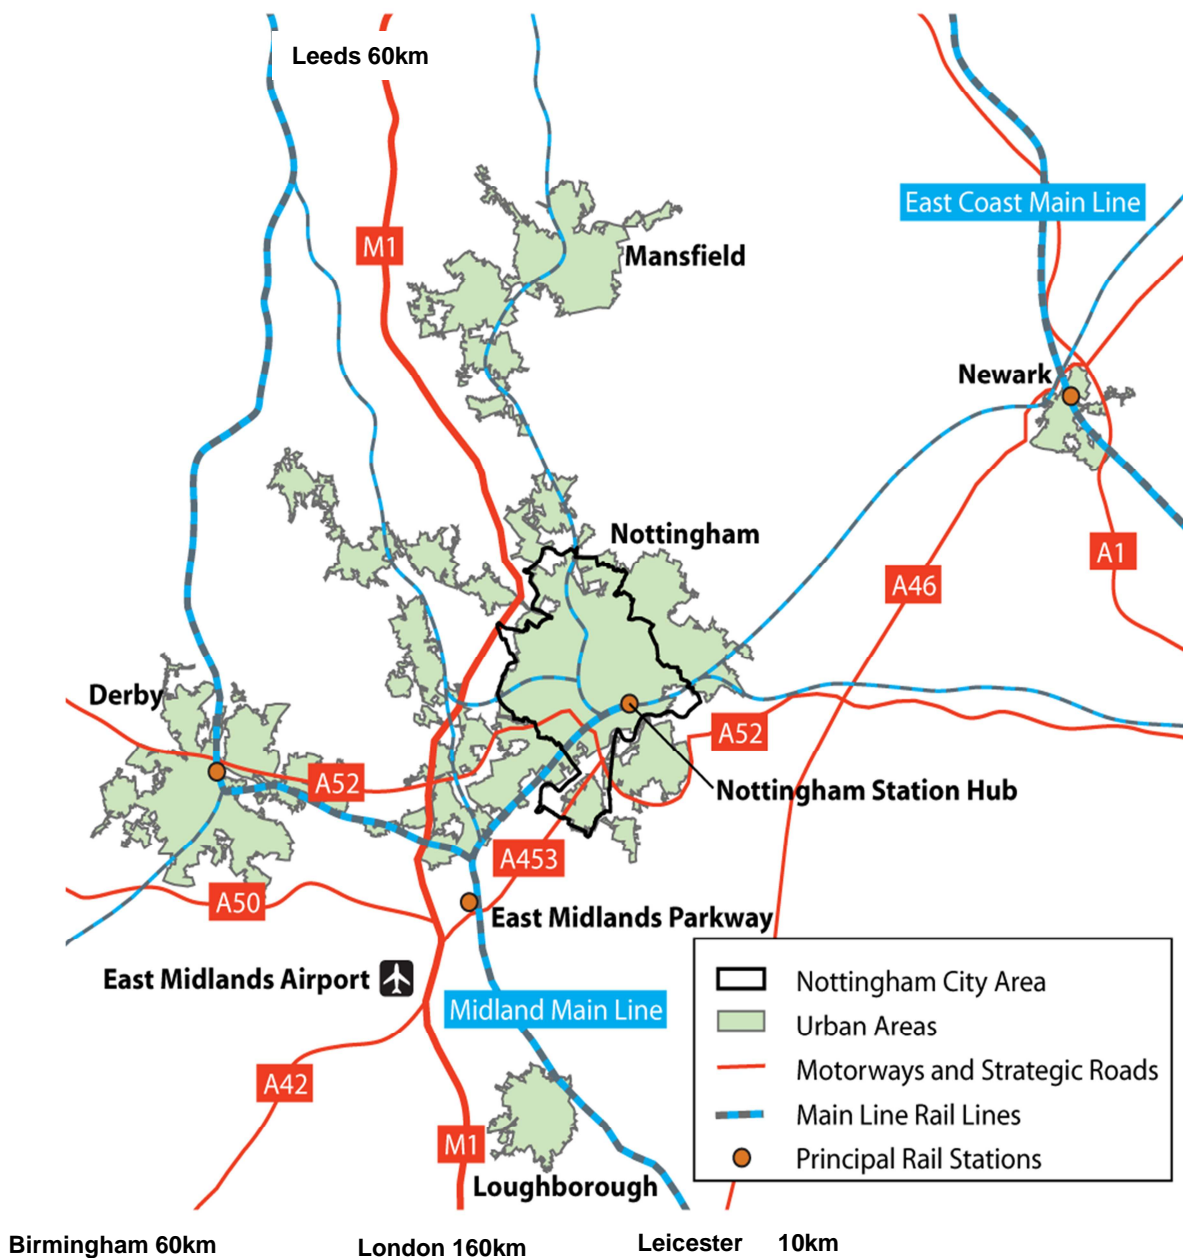 Leeds 60km
East Coast Main Line
M1
Mansfield
Newark
Nottingham
A1
A46
Derby
A52
A52
Nottingham Station Hub
A453
A50
East Midlands Parkway
East Midlands Airport
Midland Main Line
Nottingham City Area
Urban Areas
Motorways and Strategic Roads
Main Line Rail Lines
Principal Rail Stations
A42
M1
Loughborough
Birmingham 60km
London 160km
Leicester 10km